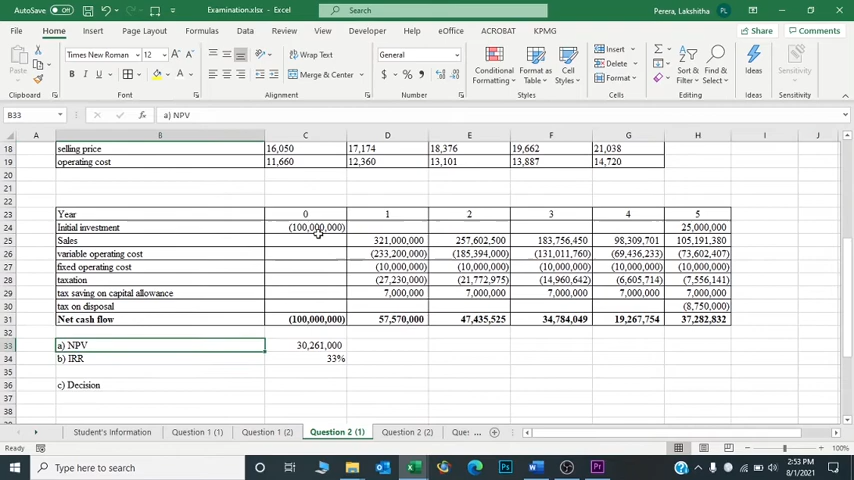 AutoSave Off Examination.xlsx - Excel Search Perera, Lakshitha PL
File Home Insert Page Layout Formulas Data Review View Developer Help ACROBAT KPMG Share Comments
Paste Times New Roman 12 A A Wrap Text General Conditional Formatting Format as Table Cell Styles Insert Delete Format Sort & Filter Find & Select Ideas Sensitivity
B I U A Merge & Center $ % 9
Clipboard Font Alignment Number Styles Cells Editing Ideas Sensitivity
B33 fx a) NPV
A B C D E F G H I J
18 selling price 16,050 17,174 18,376 19,662 21,038
19 operating cost 11,660 12,360 13,101 13,887 14,720
20
21
22
23 Year 0 1 2 3 4 5
24 Initial investment (100,000,000) 25,000,000
25 Sales 321,000,000 257,602,500 183,756,450 98,309,701 105,191,380
26 variable operating cost (233,200,000) (185,394,000) (131,011,760) (69,436,233) (73,602,407)
27 fixed operating cost (10,000,000) (10,000,000) (10,000,000) (10,000,000) (10,000,000)
28 taxation (27,230,000) (21,772,975) (14,960,642) (6,605,714) (7,556,141)
29 tax saving on capital allowance 7,000,000 7,000,000 7,000,000 7,000,000 7,000,000
30 tax on disposal (8,750,000)
31 Net cash flow (100,000,000) 57,570,000 47,435,525 34,784,049 19,267,754 37,282,832
32
33 a) NPV 30,261,000
34 b) IRR 33%
35
36 c) Decision
37
38
Student's Information Question 1 (1) Question 1 (2) Question 2 (1) Question 2 (2) Que: ...
Ready 100%
Type here to search 2:53 PM
8/1/2021